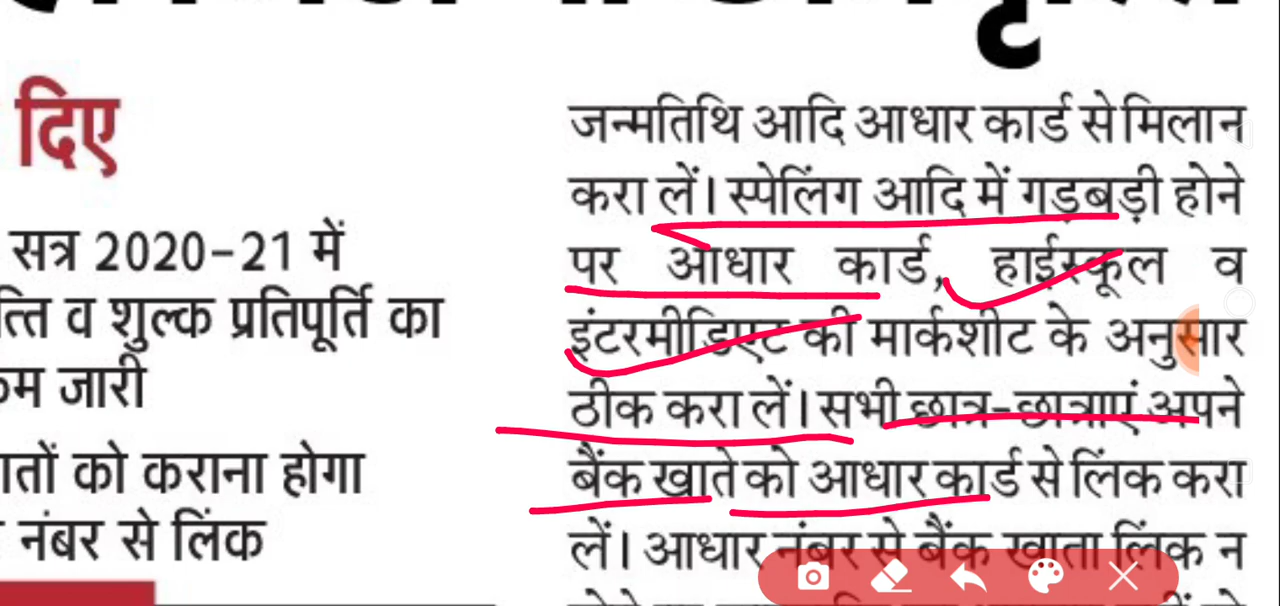 दिए
सत्र 2020-21 में
व शुल्क प्रतिपूर्ति का
जारी
को कराना होगा
नंबर से लिंक
जन्मतिथि आदि आधार कार्ड से मिलान
करा लें। स्पेलिंग आदि में गड़बड़ी होने
पर आधार कार्ड, हाईस्कूल व
इंटरमीडिएट की मार्कशीट के अनुसार
ठीक करा लें। सभी छात्र-छात्राएं अपने
बैंक खाते को आधार कार्ड से लिंक करा
लें। आधार नंबर से बैंक खाता लिंक न